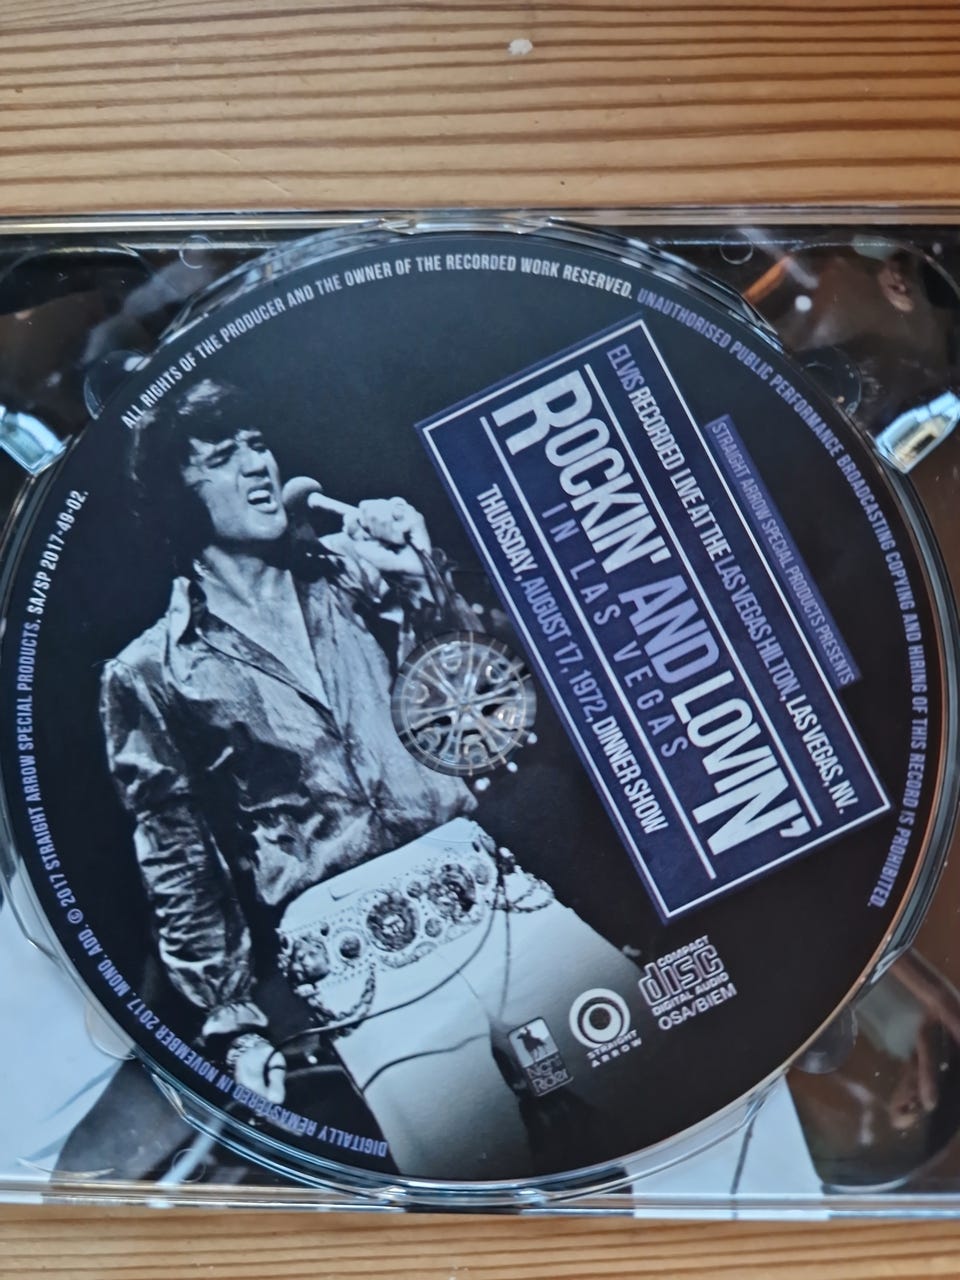 STRAIGHT ARROW SPECIAL PRODUCTS PRESENTS
ELVIS RECORDED LIVE AT THE LAS VEGAS HILTON, LAS VEGAS, NV.
ROCKIN' AND LOVIN'
IN LAS VEGAS
THURSDAY, AUGUST 17, 1972, DINNER SHOW
COMPACT
disc
DIGITAL AUDIO
OSA/BIEM
STRAIGHT
ARROW
Night
Rider
DIGITALLY REMASTERED IN NOVEMBER 2017. MONO. ADD. © 2017 STRAIGHT ARROW SPECIAL PRODUCTS. SA/SP 2017-49-02.
ALL RIGHTS OF THE PRODUCER AND THE OWNER OF THE RECORDED WORK RESERVED. UNAUTHORISED PUBLIC PERFORMANCE BROADCASTING COPYING AND HIRING OF THIS RECORD IS PROHIBITED.